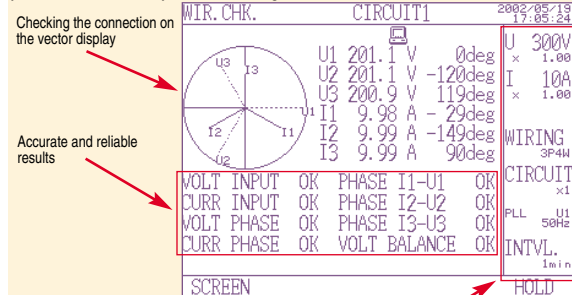 WIR.CHK. CIRCUIT1 2002/05/19
17:05:24
Checking the connection on
the vector display
U3
I3
U1
I2
I1
U2
U1 201.1 V 0deg
U2 201.1 V -120deg
U3 200.9 V 119deg
I1 9.98 A - 29deg
I2 9.99 A -149deg
I3 9.99 A 90deg
U 300V
× 1.00
I 10A
× 1.00
WIRING
3P4W
CIRCUIT
×1
PLL U1
50Hz
INTVL.
1min
Accurate and reliable
results
VOLT INPUT OK PHASE I1-U1 OK
CURR INPUT OK PHASE I2-U2 OK
VOLT PHASE OK PHASE I3-U3 OK
CURR PHASE OK VOLT BALANCE OK
SCREEN HOLD